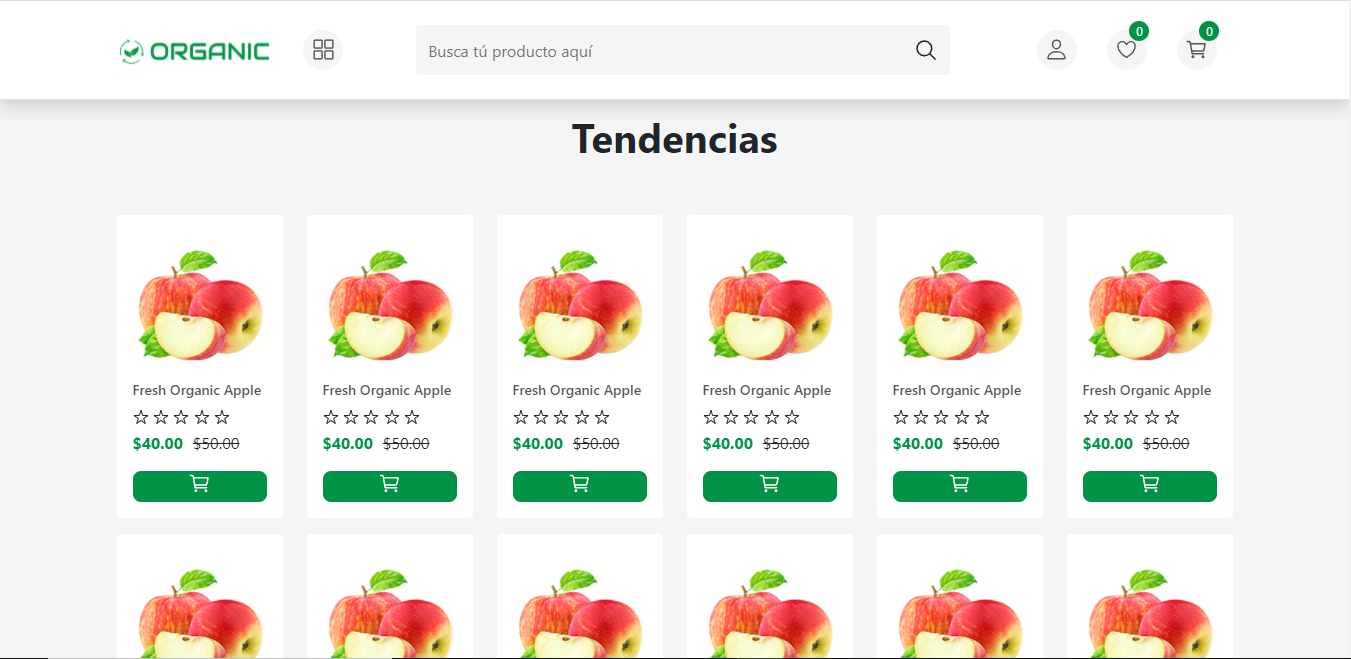 ORGANIC
Busca tú producto aquí
0
0
Tendencias
Fresh Organic Apple
$40.00 $50.00
Fresh Organic Apple
$40.00 $50.00
Fresh Organic Apple
$40.00 $50.00
Fresh Organic Apple
$40.00 $50.00
Fresh Organic Apple
$40.00 $50.00
Fresh Organic Apple
$40.00 $50.00